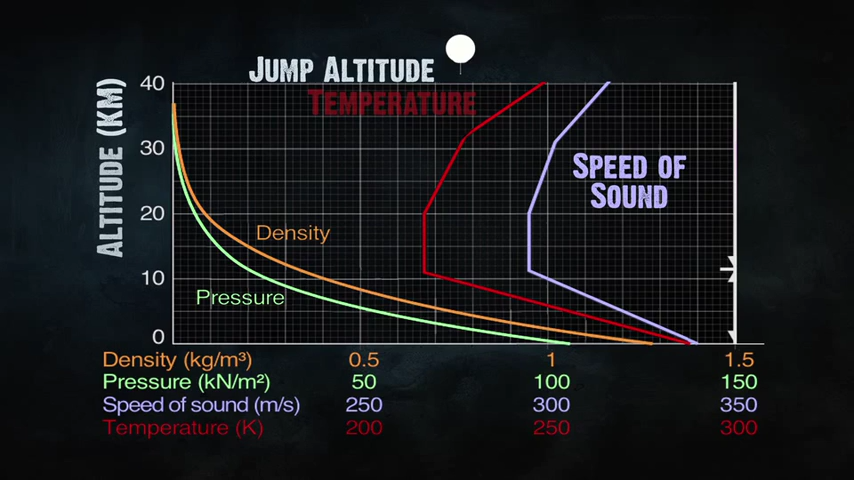 JUMP ALTITUDE
TEMPERATURE
ALTITUDE (KM)
40
30
20
10
0
SPEED OF
SOUND
Density
Pressure
Density (kg/m³) 0.5 1 1.5
Pressure (kN/m²) 50 100 150
Speed of sound (m/s) 250 300 350
Temperature (K) 200 250 300